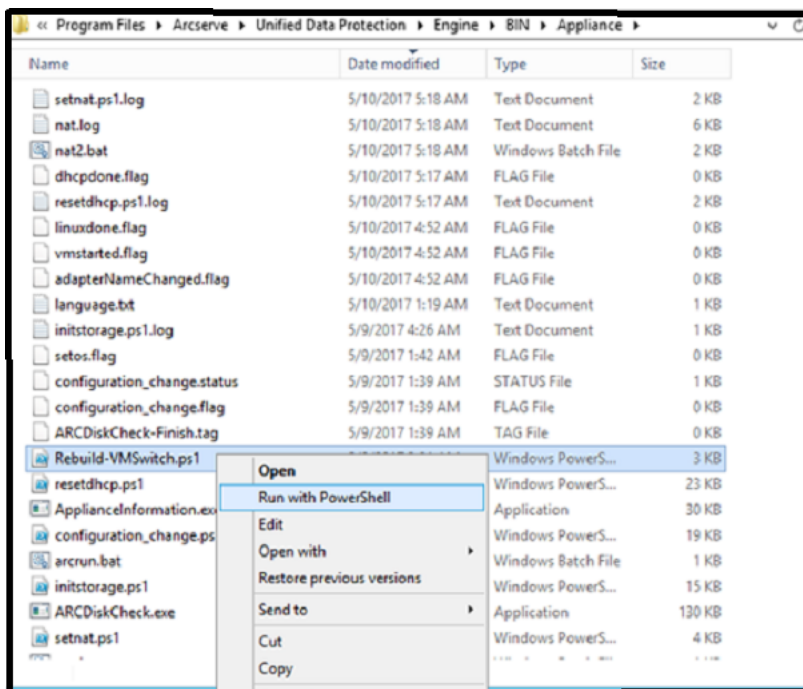 « Program Files ▸ Arcserve ▸ Unified Data Protection ▸ Engine ▸ BIN ▸ Appliance ▸
Name Date modified Type Size
setnat.ps1.log 5/10/2017 5:18 AM Text Document 2 KB
nat.log 5/10/2017 5:18 AM Text Document 6 KB
nat2.bat 5/10/2017 5:18 AM Windows Batch File 2 KB
dhcpdone.flag 5/10/2017 5:17 AM FLAG File 0 KB
resetdhcp.ps1.log 5/10/2017 5:17 AM Text Document 2 KB
linuxdone.flag 5/10/2017 4:52 AM FLAG File 0 KB
vmstarted.flag 5/10/2017 4:52 AM FLAG File 0 KB
adapterNameChanged.flag 5/10/2017 4:52 AM FLAG File 0 KB
language.txt 5/10/2017 1:19 AM Text Document 1 KB
initstorage.ps1.log 5/9/2017 4:26 AM Text Document 1 KB
setos.flag 5/9/2017 1:42 AM FLAG File 0 KB
configuration_change.status 5/9/2017 1:39 AM STATUS File 1 KB
configuration_change.flag 5/9/2017 1:39 AM FLAG File 0 KB
ARCDiskCheck-Finish.tag 5/9/2017 1:39 AM TAG File 0 KB
Rebuild-VMSwitch.ps1 Windows PowerS... 3 KB
resetdhcp.ps1 Windows PowerS... 23 KB
ApplianceInformation.ex Application 30 KB
configuration_change.ps Windows PowerS... 19 KB
arcrun.bat Windows Batch File 1 KB
initstorage.ps1 Windows PowerS... 15 KB
ARCDiskCheck.exe Application 130 KB
setnat.ps1 Windows PowerS... 4 KB
Open
Run with PowerShell
Edit
Open with
Restore previous versions
Send to
Cut
Copy